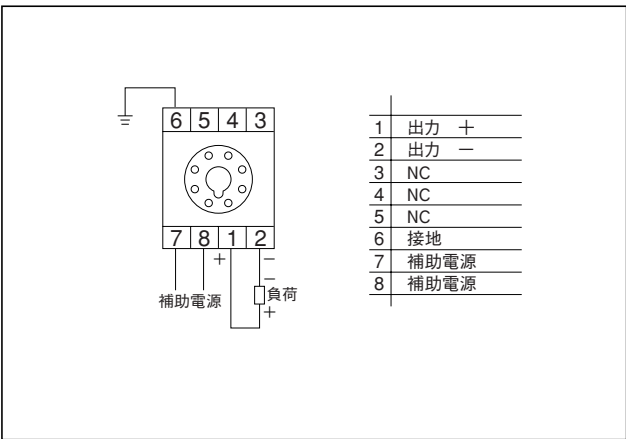 6 5 4 3
7 8 1 2
+ −
−
補助電源
負荷
+
1 出力 +
2 出力 −
3 NC
4 NC
5 NC
6 接地
7 補助電源
8 補助電源